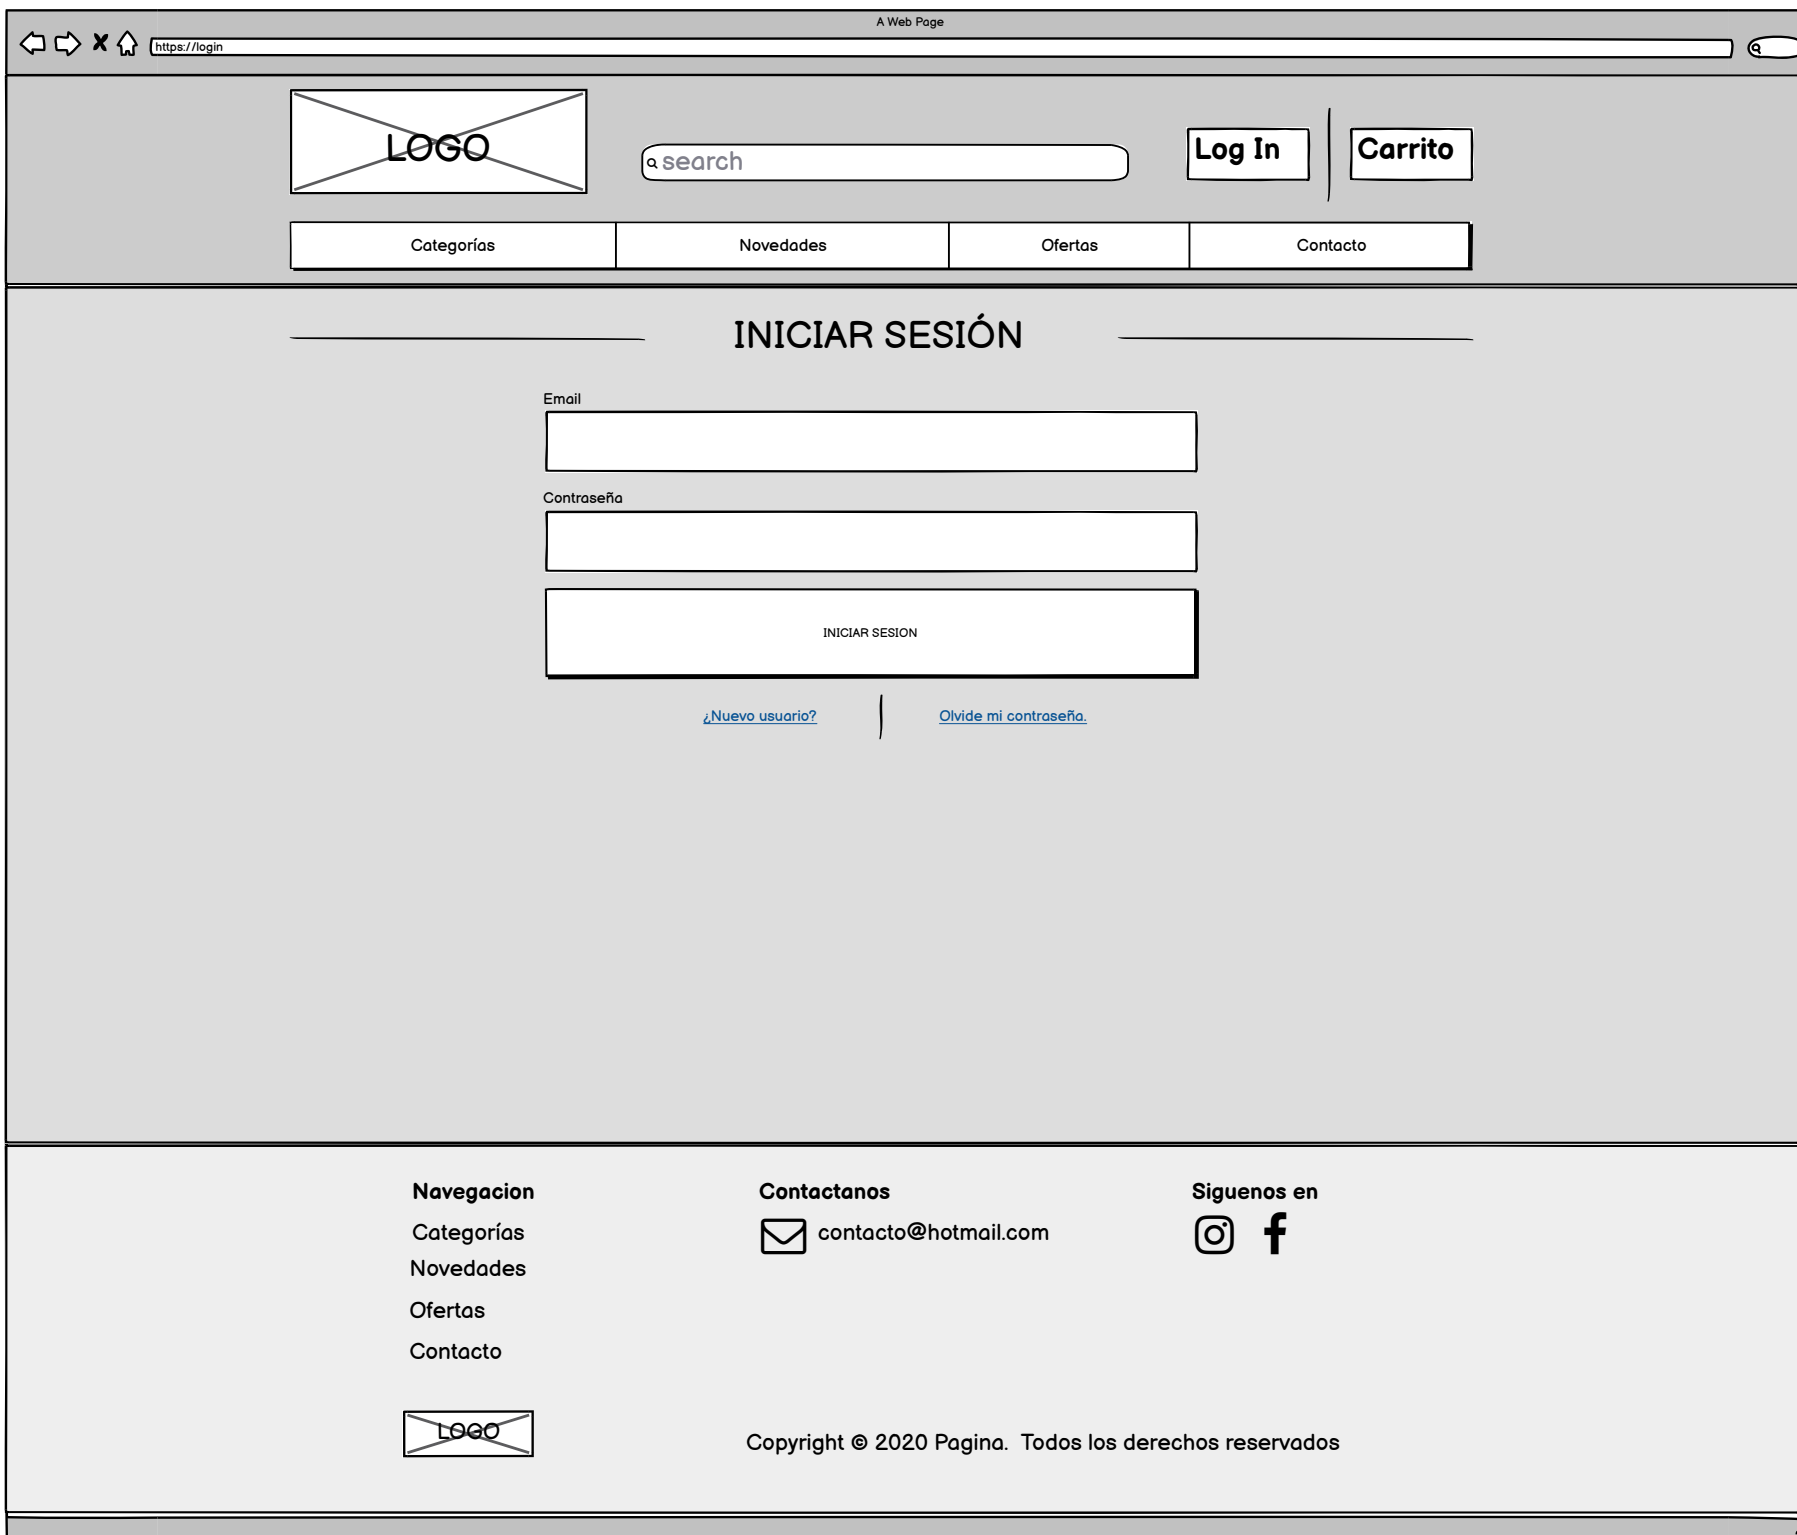 A Web Page
https://login
LOGO
search
Log In
Carrito
Categorías
Novedades
Ofertas
Contacto
INICIAR SESIÓN
Email
Contraseña
INICIAR SESION
¿Nuevo usuario?
Olvide mi contraseña.
Navegacion
Categorías
Novedades
Ofertas
Contacto
Contactanos
contacto@hotmail.com
Siguenos en
LOGO
Copyright © 2020 Pagina. Todos los derechos reservados